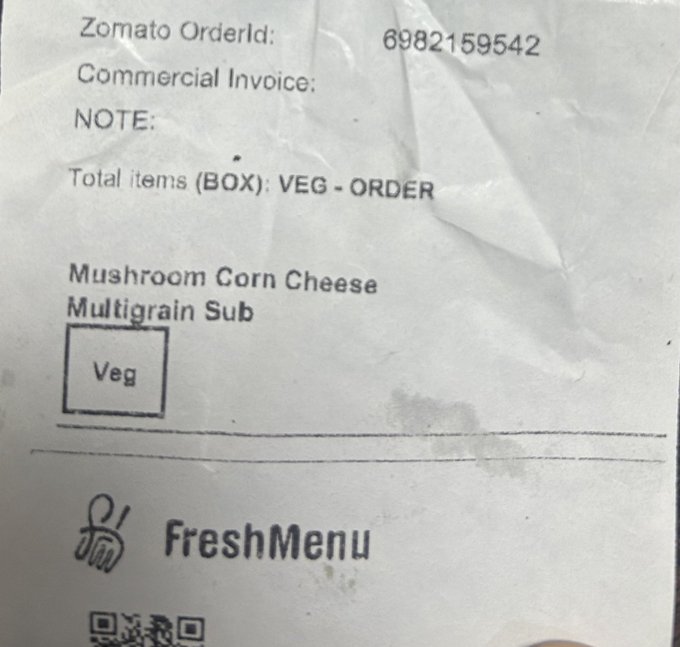 Zomato OrderId: 6982159542
Commercial Invoice:
NOTE:
Total items (BOX): VEG - ORDER
Mushroom Corn Cheese
Multigrain Sub
Veg
FreshMenu